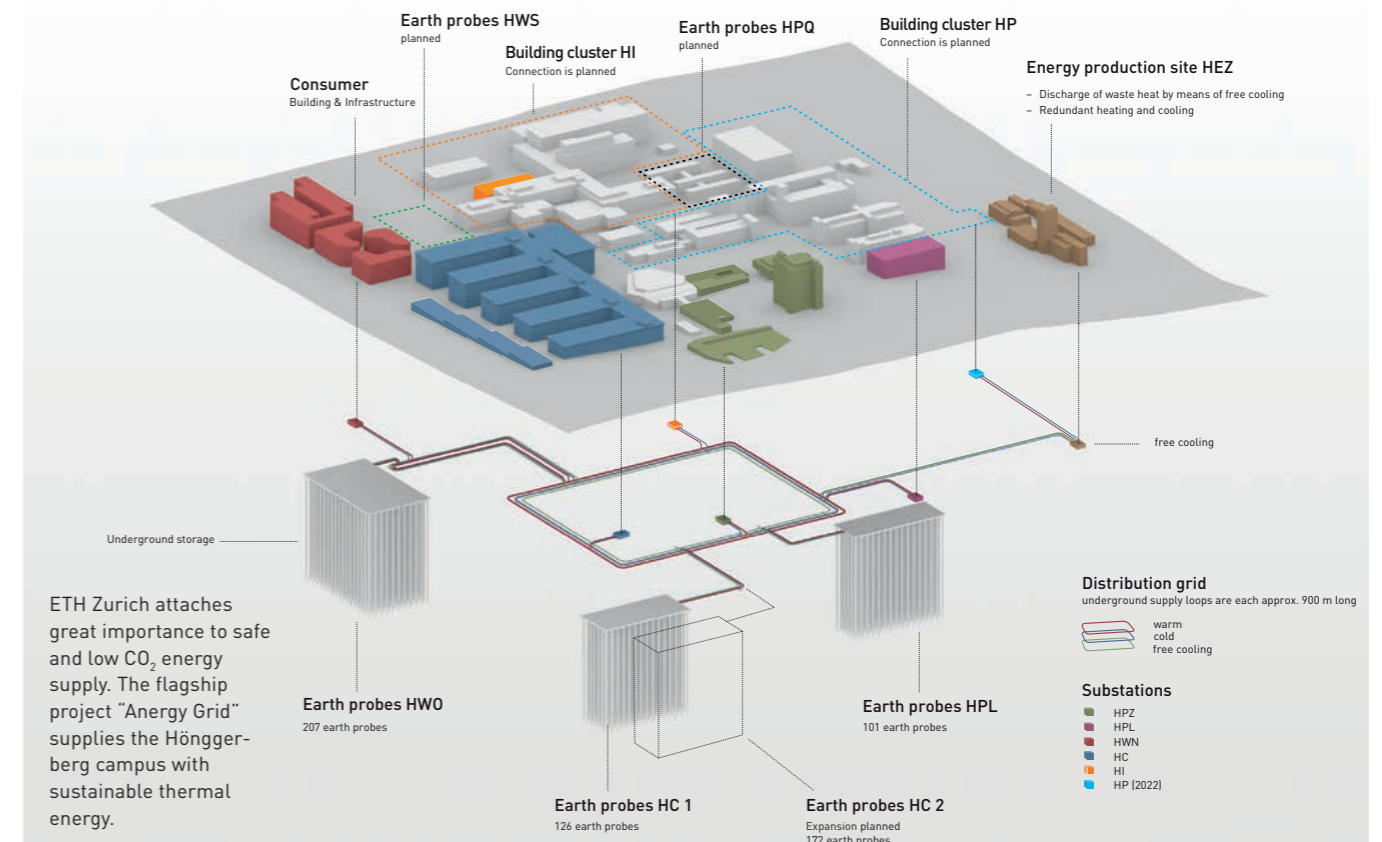 Earth probes HWS
planned
Building cluster HI
Connection is planned
Earth probes HPQ
planned
Building cluster HP
Connection is planned
Consumer
Building & Infrastructure
Energy production site HEZ
– Discharge of waste heat by means of free cooling
– Redundant heating and cooling
free cooling
Underground storage
ETH Zurich attaches
great importance to safe
and low CO₂ energy
supply. The flagship
project “Anergy Grid”
supplies the Höngger-
berg campus with
sustainable thermal
energy.
Earth probes HWO
207 earth probes
Earth probes HC 1
126 earth probes
Earth probes HC 2
Expansion planned
172 earth probes
Earth probes HPL
101 earth probes
Distribution grid
underground supply loops are each approx. 900 m long
warm
cold
free cooling
Substations
HPZ
HPL
HWN
HC
HI
HP (2022)